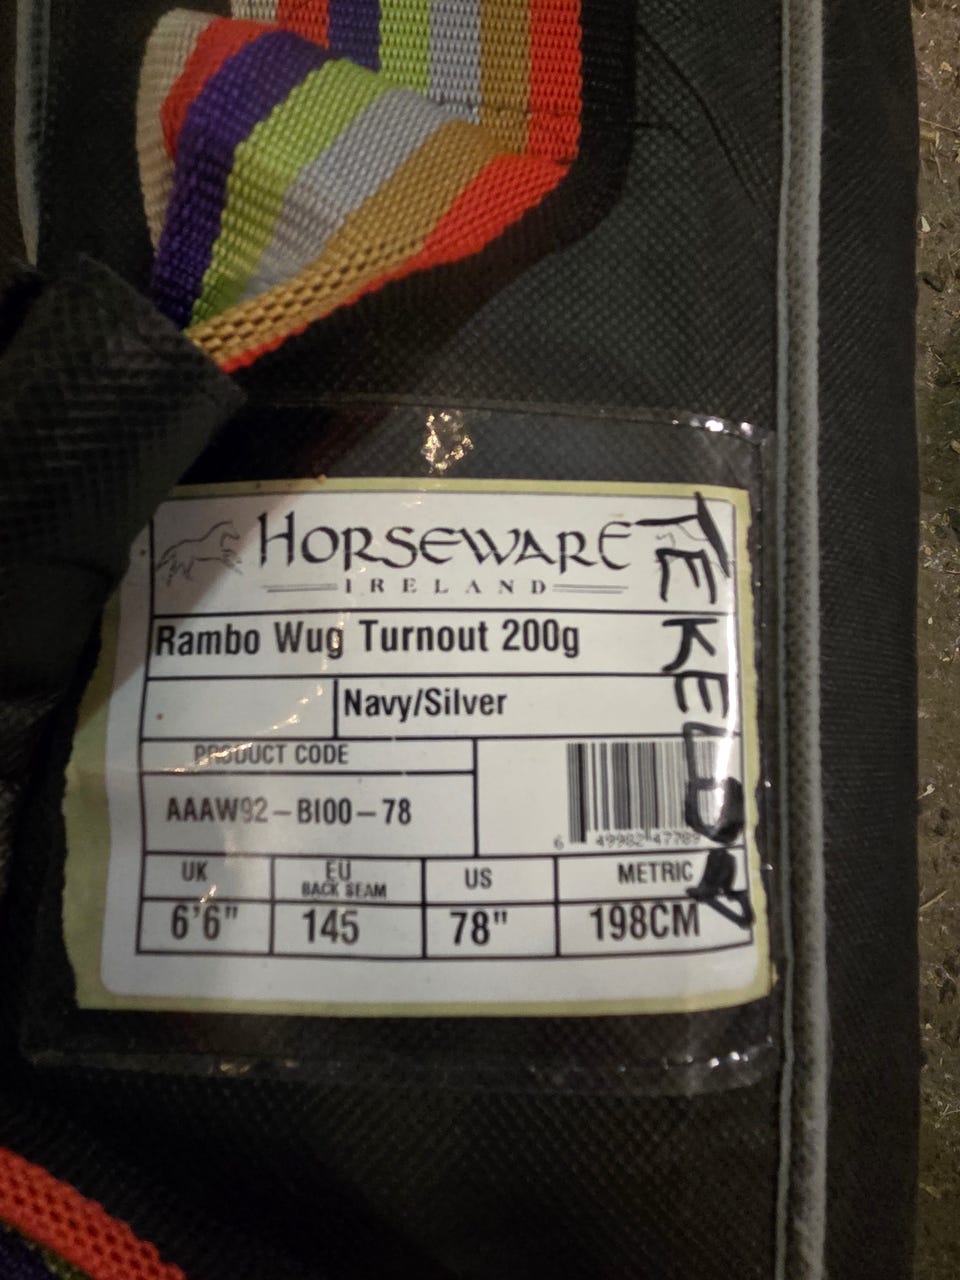 HORSEWARE
IRELAND
Rambo Wug Turnout 200g
Navy/Silver
PRODUCT CODE
AAAW92-BI00-78
UK
EU
BACK SEAM
US
METRIC
6'6"
145
78"
198CM